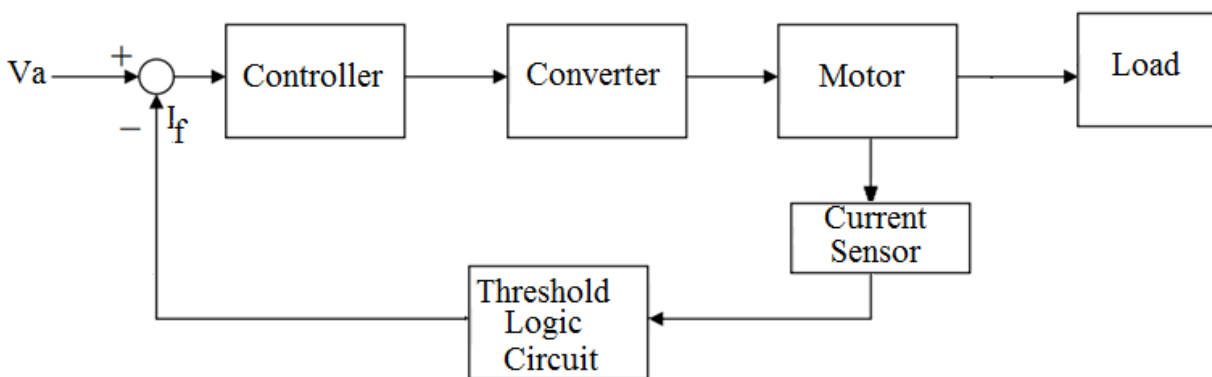 Va
+
−
If
Controller
Converter
Motor
Load
Current
Sensor
Threshold
Logic
Circuit